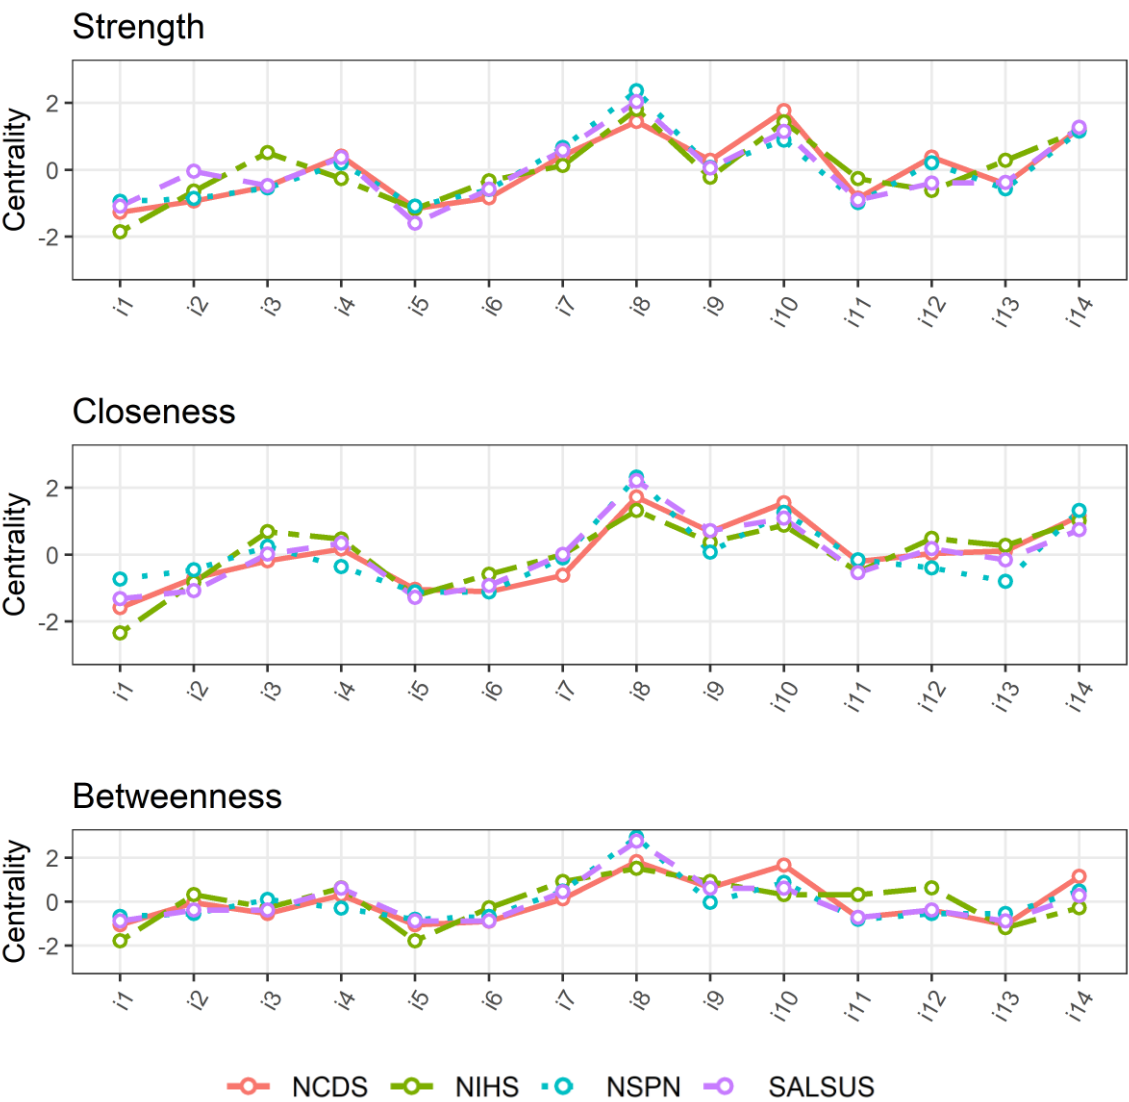 Strength
Centrality
2
0
-2
i1 i2 i3 i4 i5 i6 i7 i8 i9 i10 i11 i12 i13 i14
Closeness
Centrality
2
0
-2
i1 i2 i3 i4 i5 i6 i7 i8 i9 i10 i11 i12 i13 i14
Betweenness
Centrality
2
0
-2
i1 i2 i3 i4 i5 i6 i7 i8 i9 i10 i11 i12 i13 i14
NCDS NIHS NSPN SALSUS